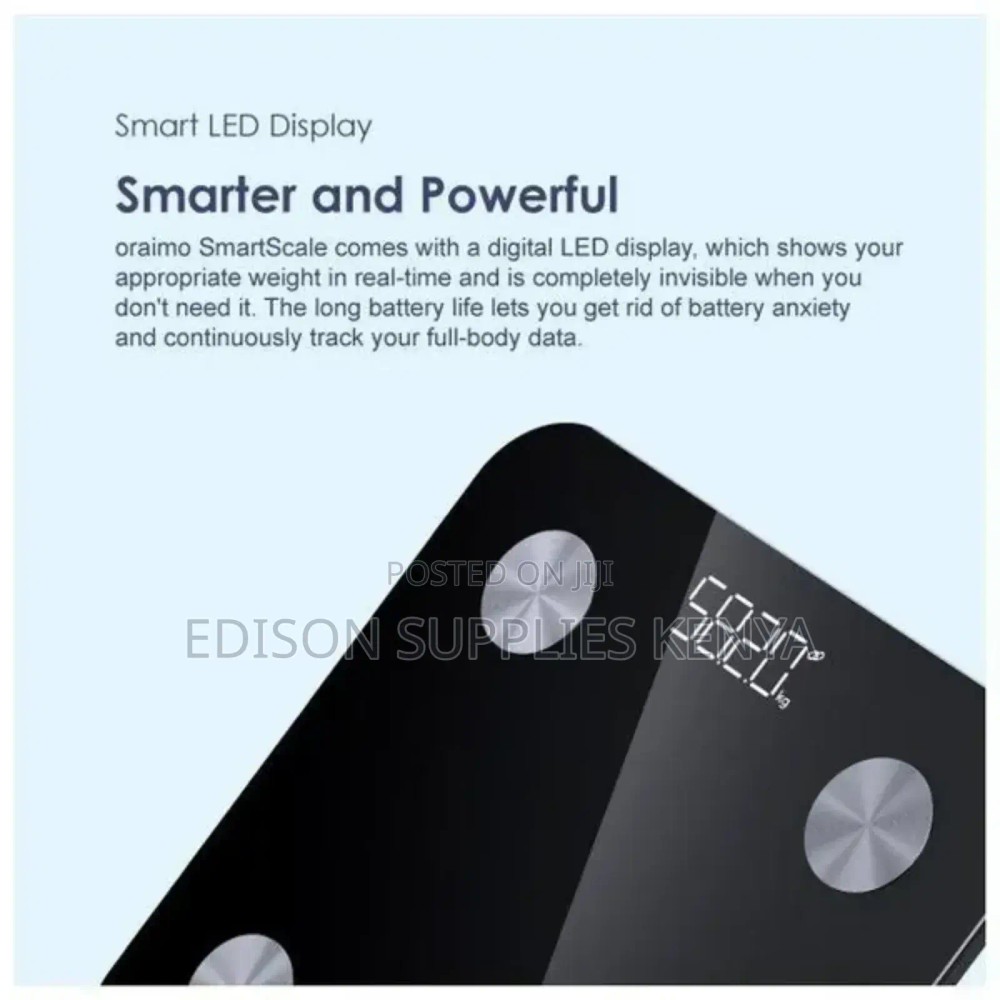 Smart LED Display
Smarter and Powerful
oraimo SmartScale comes with a digital LED display, which shows your
appropriate weight in real-time and is completely invisible when you
don't need it. The long battery life lets you get rid of battery anxiety
and continuously track your full-body data.
POSTED ON JIJI
EDISON SUPPLIES KENYA
58.20
kg